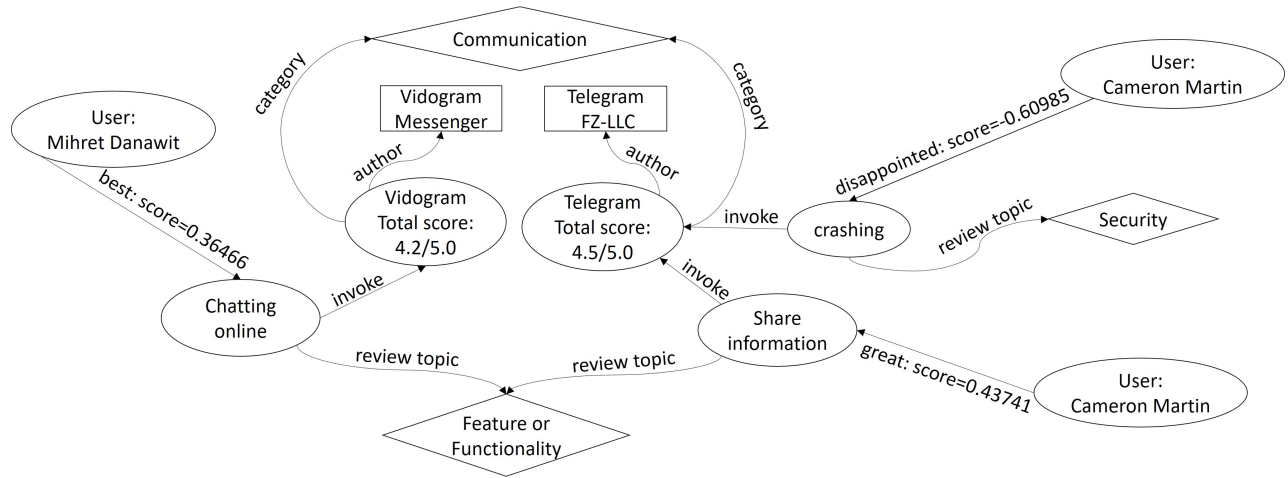 Communication
category
category
User:
Cameron Martin
User:
Mihret Danawit
Vidogram
Messenger
Telegram
FZ-LLC
disappointed: score=-0.60985
author
author
best: score=0.36466
Vidogram
Total score:
4.2/5.0
Telegram
Total score:
4.5/5.0
invoke
crashing
review topic
Security
invoke
invoke
Chatting
online
Share
information
review topic
review topic
great: score=0.43741
User:
Cameron Martin
Feature or
Functionality